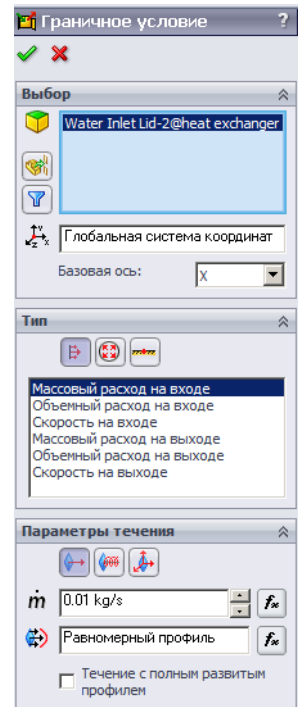 Граничное условие ?
Выбор
Water Inlet Lid-2@heat exchanger
Глобальная система координат
Базовая ось: X
Тип
Массовый расход на входе
Объемный расход на входе
Скорость на входе
Массовый расход на выходе
Объемный расход на выходе
Скорость на выходе
Параметры течения
ṁ 0.01 kg/s
Равномерный профиль
Течение с полным развитым
профилем